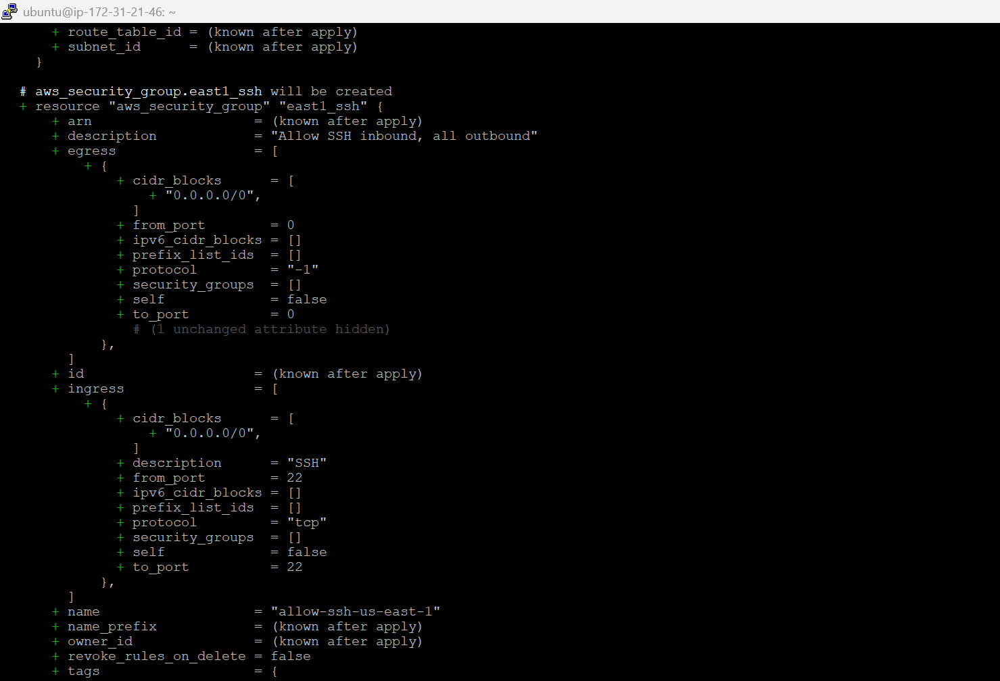 ubuntu@ip-172-31-21-46: ~
+ route_table_id = (known after apply)
+ subnet_id      = (known after apply)
}
# aws_security_group.east1_ssh will be created
+ resource "aws_security_group" "east1_ssh" {
+ arn                    = (known after apply)
+ description            = "Allow SSH inbound, all outbound"
+ egress                 = [
+ {
+ cidr_blocks      = [
+ "0.0.0.0/0",
]
+ from_port        = 0
+ ipv6_cidr_blocks = []
+ prefix_list_ids  = []
+ protocol         = "-1"
+ security_groups  = []
+ self             = false
+ to_port          = 0
# (1 unchanged attribute hidden)
},
]
+ id                     = (known after apply)
+ ingress                = [
+ {
+ cidr_blocks      = [
+ "0.0.0.0/0",
]
+ description      = "SSH"
+ from_port        = 22
+ ipv6_cidr_blocks = []
+ prefix_list_ids  = []
+ protocol         = "tcp"
+ security_groups  = []
+ self             = false
+ to_port          = 22
},
]
+ name                   = "allow-ssh-us-east-1"
+ name_prefix            = (known after apply)
+ owner_id               = (known after apply)
+ revoke_rules_on_delete = false
+ tags                   = {